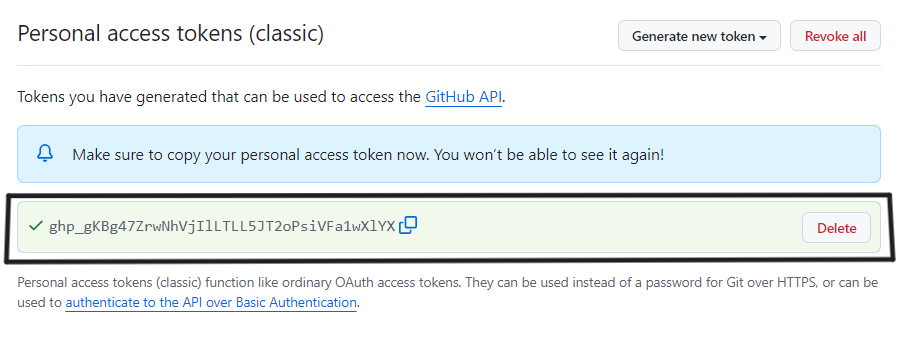 Personal access tokens (classic)
Generate new token
Revoke all
Tokens you have generated that can be used to access the GitHub API.
Make sure to copy your personal access token now. You won't be able to see it again!
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
Delete
Personal access tokens (classic) function like ordinary OAuth access tokens. They can be used instead of a password for Git over HTTPS, or can be
used to authenticate to the API over Basic Authentication.